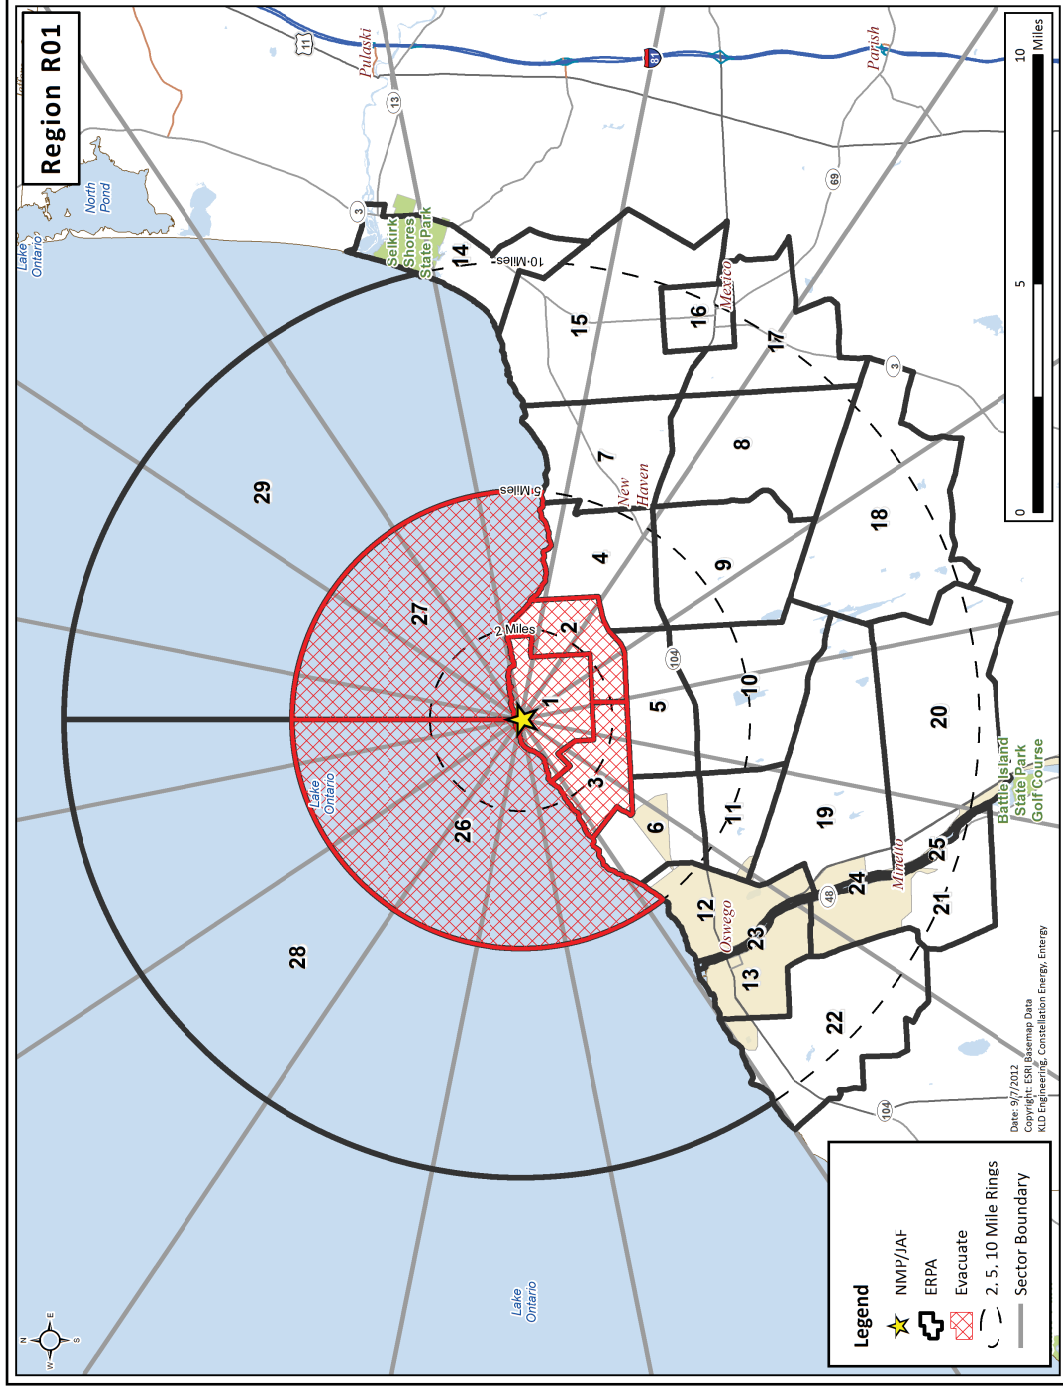 Region R01
N
W
E
S
Lake
Ontario
North
Pond
11
Pulaski
13
3
81
Parish
69
Selkirk
Shores
State Park
14
10 Miles
15
16
Mexico
17
3
29
27
5 Miles
7
New
Haven
8
18
4
9
2 Miles
2
1
104
5
10
20
Lake
Ontario
26
3
6
11
19
Battle Island
State Park
Golf Course
12
Oswego
23
13
48
24
Minetto
25
21
28
22
104
Lake
Ontario
Legend
NMP/JAF
ERPA
Evacuate
2. 5. 10 Mile Rings
Sector Boundary
Date: 9/7/2012
Copyright: ESRI Basemap Data
KLD Engineering, Constellation Energy, Entergy
0
5
10
Miles